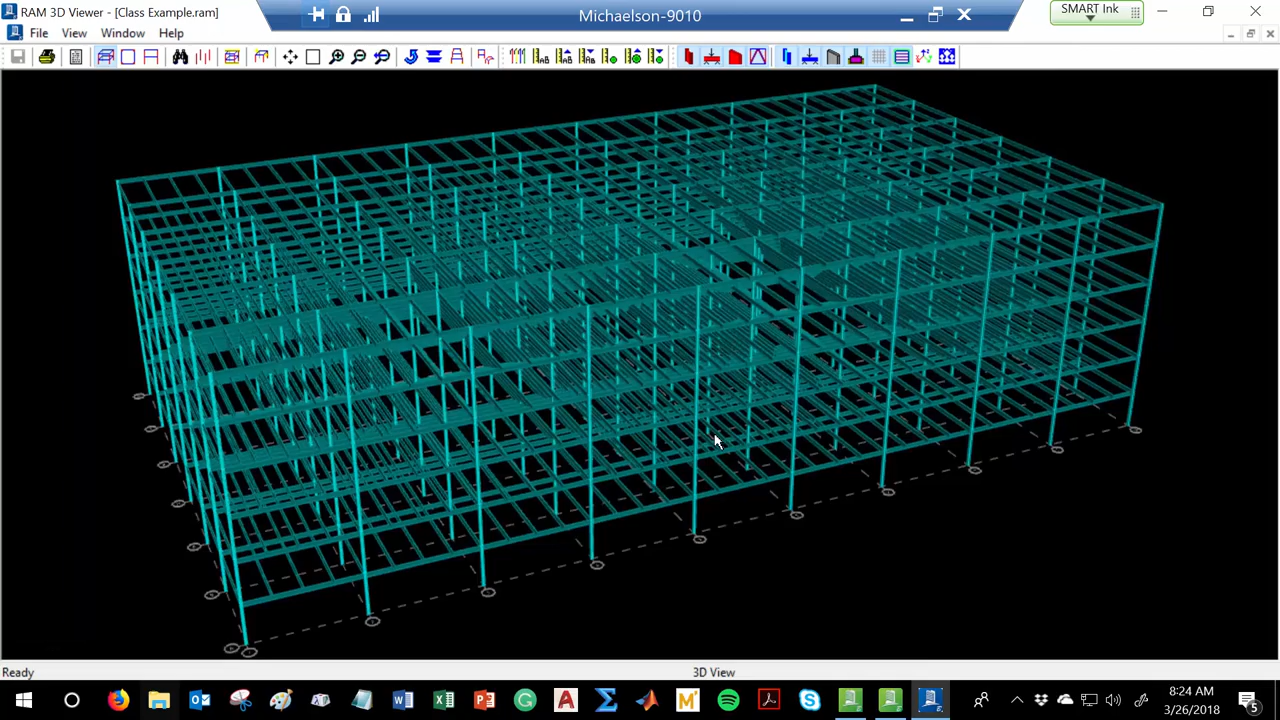 RAM 3D Viewer - [Class Example.ram]
Michaelson-9010
SMART Ink
File View Window Help
Ready
3D View
8:24 AM
3/26/2018
5